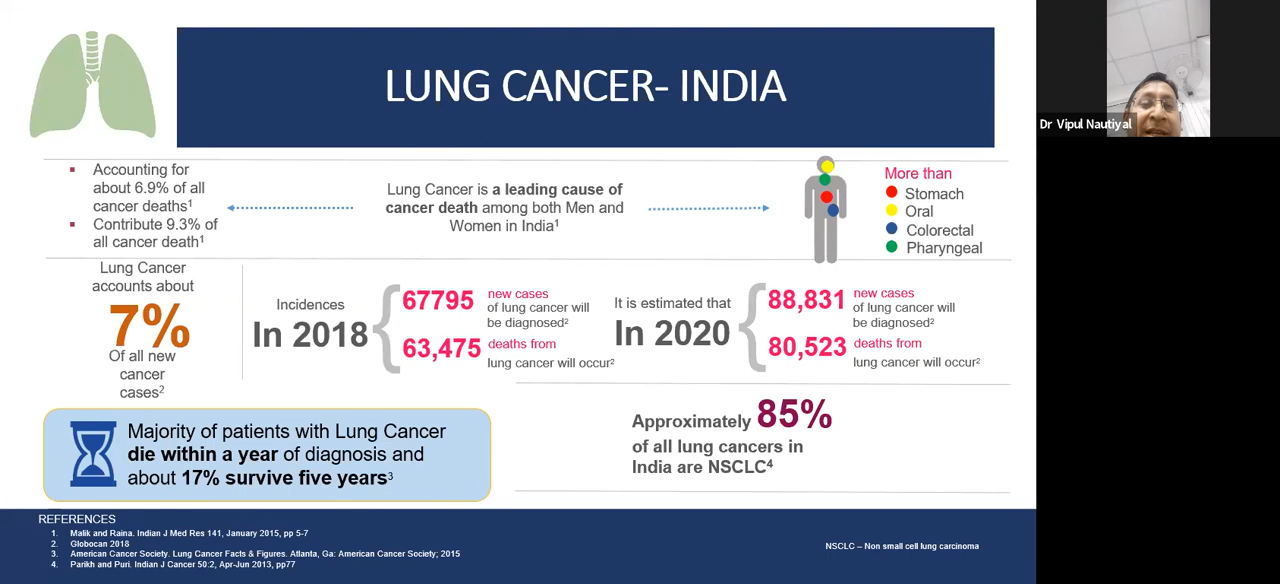 LUNG CANCER- INDIA
Dr Vipul Nautiyal
Accounting for
about 6.9% of all
cancer deaths1
Contribute 9.3% of
all cancer death1
Lung Cancer is a leading cause of
cancer death among both Men and
Women in India1
More than
Stomach
Oral
Colorectal
Pharyngeal
Lung Cancer
accounts about
7%
Of all new
cancer
cases2
Incidences
In 2018
67795 new cases
of lung cancer will
be diagnosed2
63,475 deaths from
lung cancer will occur2
It is estimated that
In 2020
88,831 new cases
of lung cancer will
be diagnosed2
80,523 deaths from
lung cancer will occur2
Majority of patients with Lung Cancer
die within a year of diagnosis and
about 17% survive five years3
Approximately 85%
of all lung cancers in
India are NSCLC4
REFERENCES
1. Malik and Raina. Indian J Med Res 141, January 2015, pp 5-7
2. Globocan 2018
3. American Cancer Society. Lung Cancer Facts & Figures. Atlanta, Ga: American Cancer Society; 2015
4. Parikh and Puri. Indian J Cancer 50:2, Apr-Jun 2013, pp77
NSCLC – Non small cell lung carcinoma